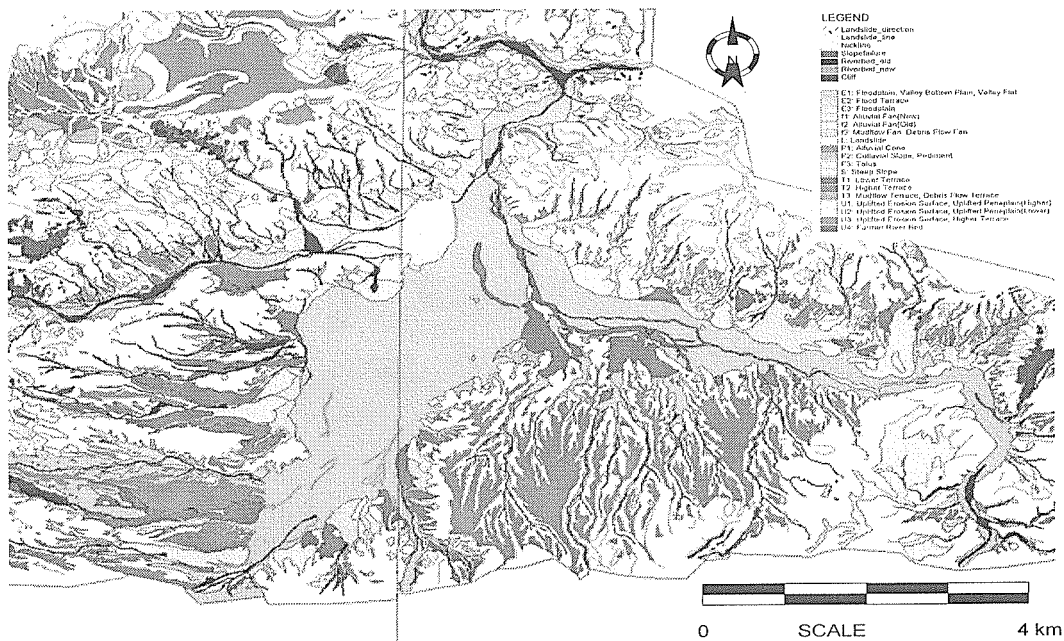 LEGEND
Landslide_direction
Landslide_line
Nickline
Slopefailure
Riverbed_old
Riverbed_new
Cliff
E1: Floodplain, Valley Bottom Plain, Valley Flat
E2: Flood Terrace
E3: Floodplain
f1: Alluvial Fan(New)
f2: Alluvial Fan(Old)
f3: Mudflow Fan, Debris Flow Fan
L: Landslide
P1: Alluvial Cone
P2: Colluvial Slope, Pediment
P3: Talus
S: Steep Slope
T1: Lower Terrace
T2: Higher Terrace
T3: Mudflow Terrace, Debris Flow Terrace
U1: Uplifted Erosion Surface, Uplifted Peneplain(Higher)
U2: Uplifted Erosion Surface, Uplifted Peneplain(Lower)
U3: Uplifted Erosion Surface, Higher Terrace
U4: Former River Bed
N
0 SCALE 4 km